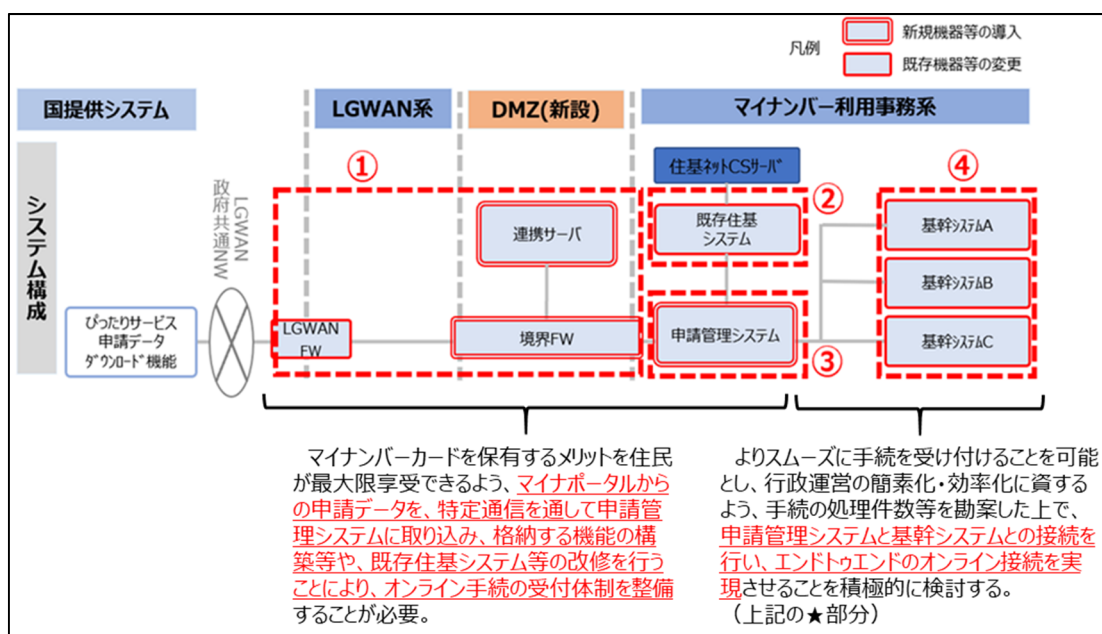 凡例
新規機器等の導入
既存機器等の変更
国提供システム
LGWAN系
DMZ(新設)
マイナンバー利用事務系
システム構成
LGWAN
政府共通NW
ぴったりサービス
申請データ
ダウンロード機能
①
LGWAN
FW
連携サーバ
境界FW
住基ネットCSサーバ
②
既存住基
システム
申請管理システム
③
④
基幹システムA
基幹システムB
基幹システムC
マイナンバーカードを保有するメリットを住民
が最大限享受できるよう、マイナポータルから
の申請データを、特定通信を通して申請管
理システムに取り込み、格納する機能の構
築等や、既存住基システム等の改修を行う
ことにより、オンライン手続の受付体制を整備
することが必要。
よりスムーズに手続を受け付けることを可能
とし、行政運営の簡素化・効率化に資する
よう、手続の処理件数等を勘案した上で、
申請管理システムと基幹システムとの接続を
行い、エンドトゥエンドのオンライン接続を実
現させることを積極的に検討する。
（上記の★部分）